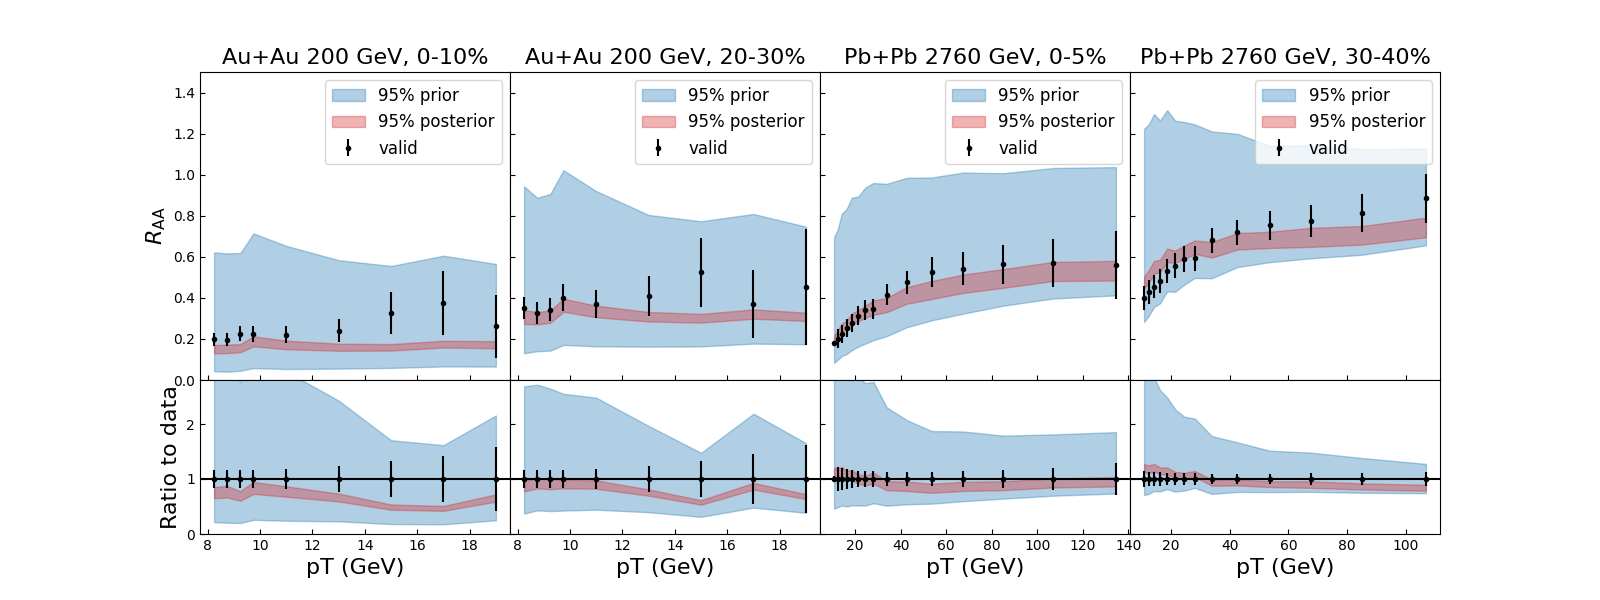 Au+Au 200 GeV, 0-10%
Au+Au 200 GeV, 20-30%
Pb+Pb 2760 GeV, 0-5%
Pb+Pb 2760 GeV, 30-40%
95% prior
95% posterior
valid
95% prior
95% posterior
valid
95% prior
95% posterior
valid
95% prior
95% posterior
valid
R_AA
1.4
1.2
1.0
0.8
0.6
0.4
0.2
0.0
Ratio to data
2
1
0
8 10 12 14 16 18
8 10 12 14 16 18
20 40 60 80 100 120 140
0 20 40 60 80 100
pT (GeV)
pT (GeV)
pT (GeV)
pT (GeV)